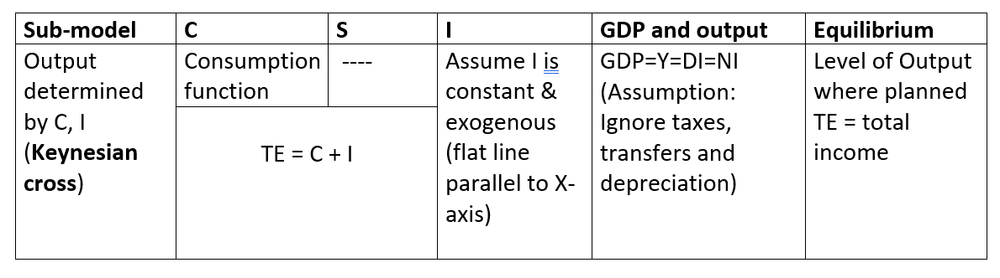 Sub-model
C
S
I
GDP and output
Equilibrium
Output
determined
by C, I
(Keynesian
cross)
Consumption
function
----
TE = C + I
Assume I is
constant &
exogenous
(flat line
parallel to X-
axis)
GDP=Y=DI=NI
(Assumption:
Ignore taxes,
transfers and
depreciation)
Level of Output
where planned
TE = total
income